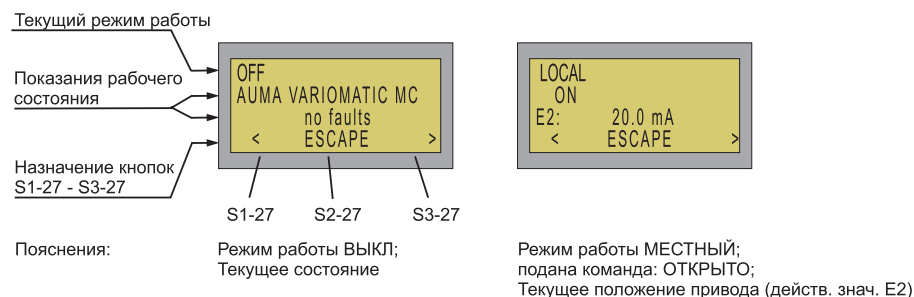 Текущий режим работы
Показания рабочего
состояния
Назначение кнопок
S1-27 - S3-27
OFF
AUMA VARIOMATIC MC
no faults
< ESCAPE >
S1-27 S2-27 S3-27
LOCAL
ON
E2: 20.0 mA
< ESCAPE >
Пояснения:
Режим работы ВЫКЛ;
Текущее состояние
Режим работы МЕСТНЫЙ;
подана команда: ОТКРЫТО;
Текущее положение привода (действ. знач. E2)